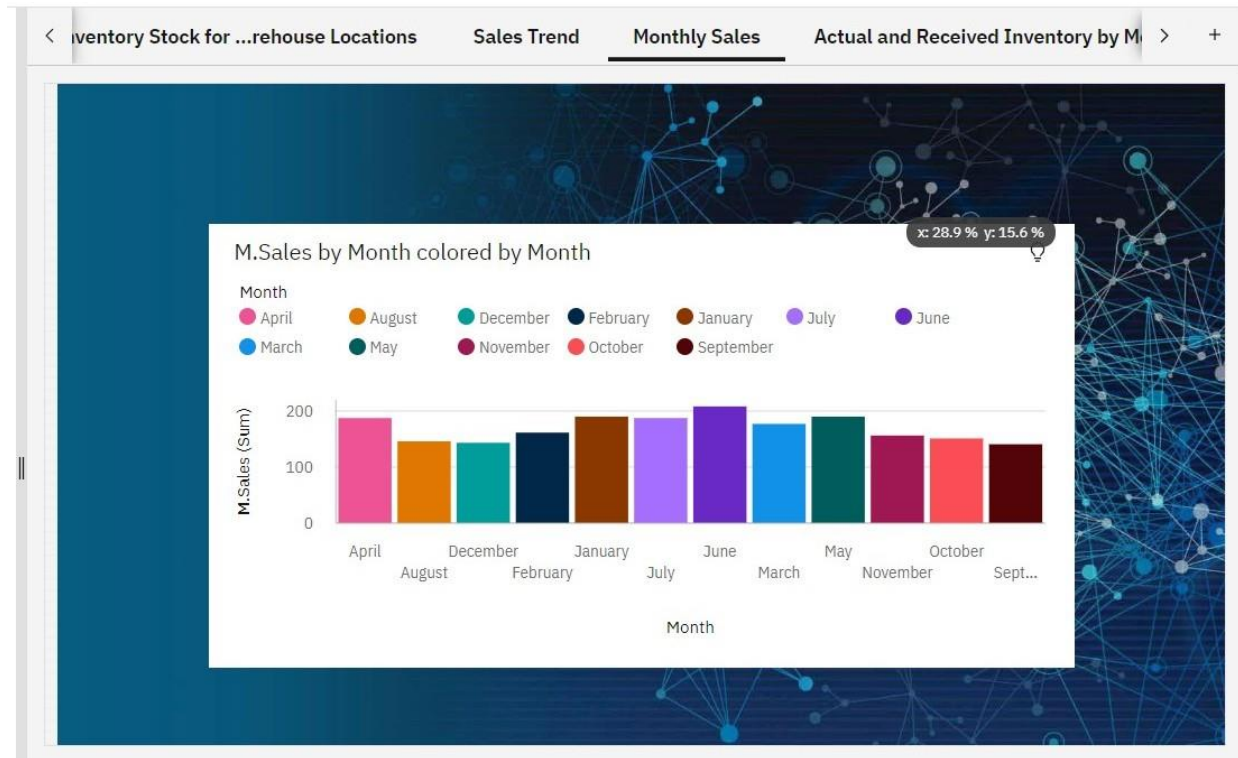 ventory Stock for ...rehouse Locations Sales Trend Monthly Sales Actual and Received Inventory by M
x: 28.9 % y: 15.6 %
M.Sales by Month colored by Month
Month
April August December February January July June
March May November October September
M.Sales (Sum)
200
100
0
April December January June May October
August February July March November Sept...
Month